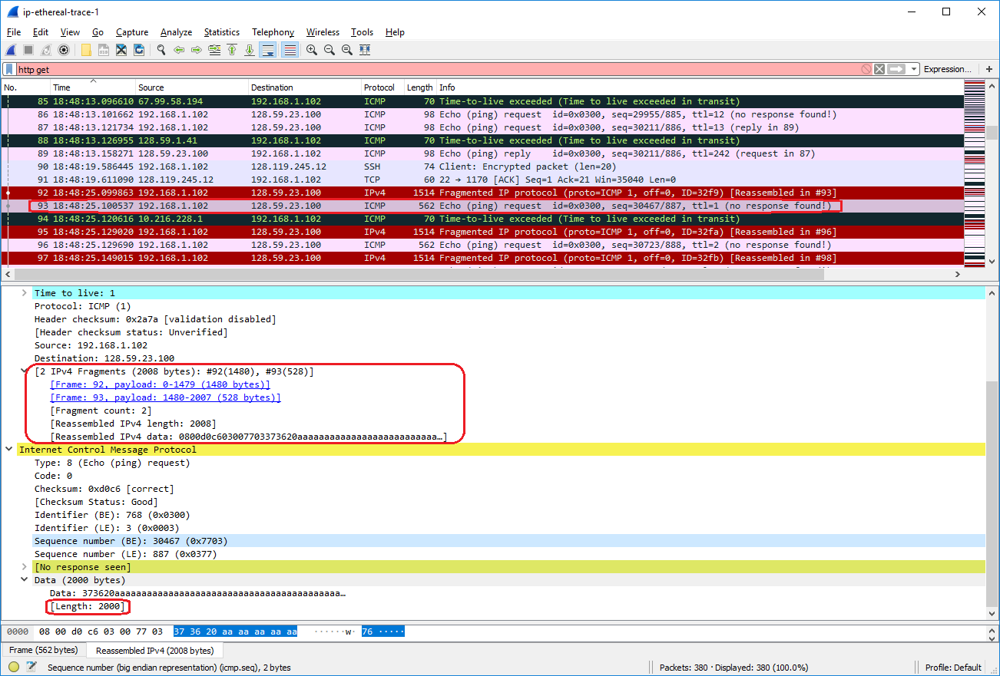 ip-ethereal-trace-1
File Edit View Go Capture Analyze Statistics Telephony Wireless Tools Help
http get Expression... +
No. Time Source Destination Protocol Length Info
85 18:48:13.096610 67.99.58.194 192.168.1.102 ICMP 70 Time-to-live exceeded (Time to live exceeded in transit)
86 18:48:13.101662 192.168.1.102 128.59.23.100 ICMP 98 Echo (ping) request id=0x0300, seq=29955/885, ttl=12 (no response found!)
87 18:48:13.121734 192.168.1.102 128.59.23.100 ICMP 98 Echo (ping) request id=0x0300, seq=30211/886, ttl=13 (reply in 89)
88 18:48:13.126955 128.59.1.41 192.168.1.102 ICMP 70 Time-to-live exceeded (Time to live exceeded in transit)
89 18:48:13.158271 128.59.23.100 192.168.1.102 ICMP 98 Echo (ping) reply id=0x0300, seq=30211/886, ttl=242 (request in 87)
90 18:48:19.586445 192.168.1.102 128.119.245.12 SSH 74 Client: Encrypted packet (len=20)
91 18:48:19.611090 128.119.245.12 192.168.1.102 TCP 60 22 → 1170 [ACK] Seq=1 Ack=21 Win=35040 Len=0
92 18:48:25.099863 192.168.1.102 128.59.23.100 IPv4 1514 Fragmented IP protocol (proto=ICMP 1, off=0, ID=32f9) [Reassembled in #93]
93 18:48:25.100537 192.168.1.102 128.59.23.100 ICMP 562 Echo (ping) request id=0x0300, seq=30467/887, ttl=1 (no response found!)
94 18:48:25.120616 10.216.228.1 192.168.1.102 ICMP 70 Time-to-live exceeded (Time to live exceeded in transit)
95 18:48:25.129020 192.168.1.102 128.59.23.100 IPv4 1514 Fragmented IP protocol (proto=ICMP 1, off=0, ID=32fa) [Reassembled in #96]
96 18:48:25.129690 192.168.1.102 128.59.23.100 ICMP 562 Echo (ping) request id=0x0300, seq=30723/888, ttl=2 (no response found!)
97 18:48:25.149015 192.168.1.102 128.59.23.100 IPv4 1514 Fragmented IP protocol (proto=ICMP 1, off=0, ID=32fb) [Reassembled in #98]
Time to live: 1
Protocol: ICMP (1)
Header checksum: 0x2a7a [validation disabled]
[Header checksum status: Unverified]
Source: 192.168.1.102
Destination: 128.59.23.100
[2 IPv4 Fragments (2008 bytes): #92(1480), #93(528)]
[Frame: 92, payload: 0-1479 (1480 bytes)]
[Frame: 93, payload: 1480-2007 (528 bytes)]
[Fragment count: 2]
[Reassembled IPv4 length: 2008]
[Reassembled IPv4 data: 0800d0c603007703373620aaaaaaaaaaaaaaaaaaaaaaaaaa…]
Internet Control Message Protocol
Type: 8 (Echo (ping) request)
Code: 0
Checksum: 0xd0c6 [correct]
[Checksum Status: Good]
Identifier (BE): 768 (0x0300)
Identifier (LE): 3 (0x0003)
Sequence number (BE): 30467 (0x7703)
Sequence number (LE): 887 (0x0377)
[No response seen]
Data (2000 bytes)
Data: 373620aaaaaaaaaaaaaaaaaaaaaaaaaaaaaaaaaaaaaaaaaa…
[Length: 2000]
0000 08 00 d0 c6 03 00 77 03 37 36 20 aa aa aa aa aa ······w· 76 ·····
Frame (562 bytes) Reassembled IPv4 (2008 bytes)
Sequence number (big endian representation) (icmp.seq), 2 bytes Packets: 380 · Displayed: 380 (100.0%) Profile: Default